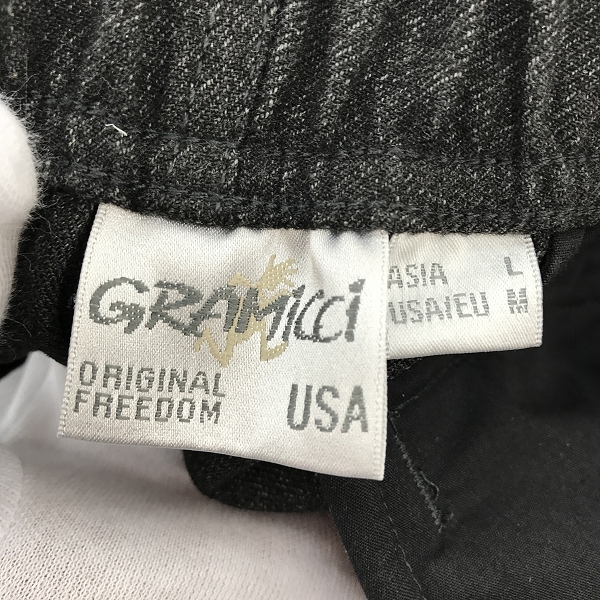 GRAMICCI
ORIGINAL
FREEDOM
USA
ASIA L
USA/EU M